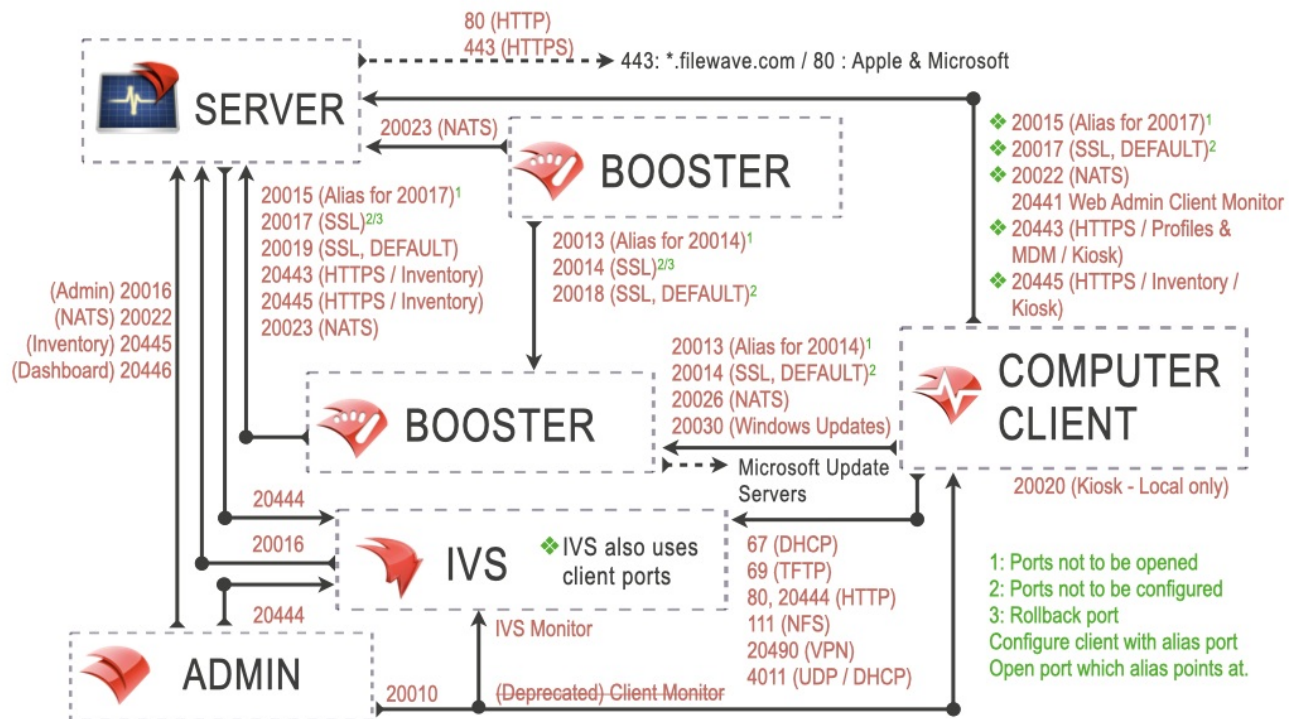 80 (HTTP)
443 (HTTPS)
443: *.filewave.com / 80 : Apple & Microsoft
SERVER
20023 (NATS)
BOOSTER
❖ 20015 (Alias for 20017)¹
❖ 20017 (SSL, DEFAULT)²
❖ 20022 (NATS)
20441 Web Admin Client Monitor
❖ 20443 (HTTPS / Profiles &
MDM / Kiosk)
❖ 20445 (HTTPS / Inventory /
Kiosk)
20015 (Alias for 20017)¹
20017 (SSL)²/³
20019 (SSL, DEFAULT)
20443 (HTTPS / Inventory)
20445 (HTTPS / Inventory)
20023 (NATS)
20013 (Alias for 20014)¹
20014 (SSL)²/³
20018 (SSL, DEFAULT)²
(Admin) 20016
(NATS) 20022
(Inventory) 20445
(Dashboard) 20446
20013 (Alias for 20014)¹
20014 (SSL, DEFAULT)²
20026 (NATS)
20030 (Windows Updates)
COMPUTER
CLIENT
BOOSTER
Microsoft Update
Servers
20020 (Kiosk - Local only)
20444
20016
20444
IVS
❖ IVS also uses
client ports
67 (DHCP)
69 (TFTP)
80, 20444 (HTTP)
111 (NFS)
20490 (VPN)
4011 (UDP / DHCP)
1: Ports not to be opened
2: Ports not to be configured
3: Rollback port
Configure client with alias port
Open port which alias points at.
IVS Monitor
ADMIN
20010
(Deprecated) Client Monitor